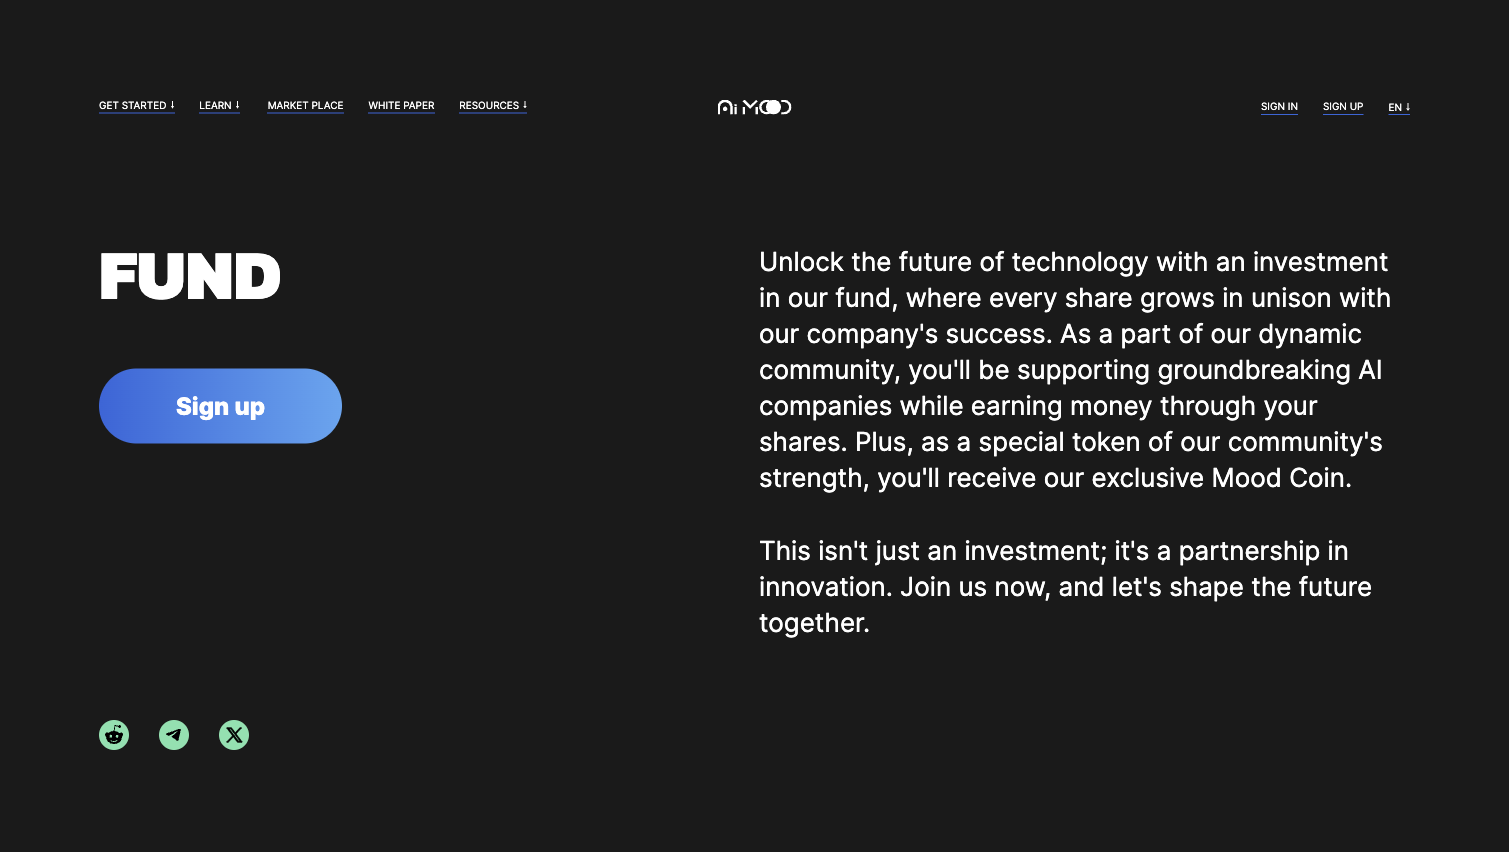 GET STARTED ↓ LEARN ↓ MARKET PLACE WHITE PAPER RESOURCES ↓
Ai MOOD
SIGN IN SIGN UP EN ↓
FUND
Sign up
Unlock the future of technology with an investment
in our fund, where every share grows in unison with
our company's success. As a part of our dynamic
community, you'll be supporting groundbreaking AI
companies while earning money through your
shares. Plus, as a special token of our community's
strength, you'll receive our exclusive Mood Coin.
This isn't just an investment; it's a partnership in
innovation. Join us now, and let's shape the future
together.